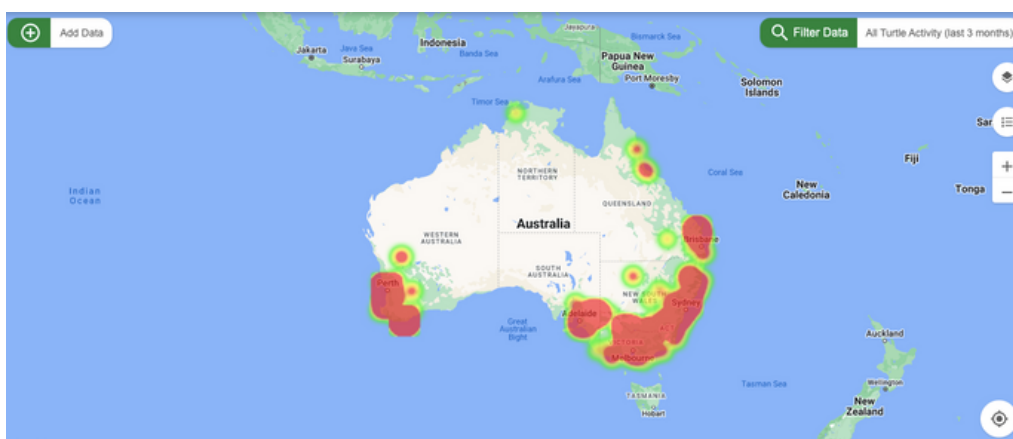 Add Data
Filter Data
All Turtle Activity (last 3 months)
Jayapura
Bismarck Sea
Indonesia
Java Sea
Jakarta
Surabaya
Banda Sea
Papua New
Guinea
Arafura Sea
Port Moresby
Solomon
Islands
Timor Sea
Fiji
Coral Sea
NORTHERN
TERRITORY
Indian
Ocean
New
Caledonia
Tonga
QUEENSLAND
Australia
WESTERN
AUSTRALIA
Brisbane
SOUTH
AUSTRALIA
Perth
NEW SOUTH
WALES
Sydney
Adelaide
Great
Australian
Bight
ACT
VICTORIA
Melbourne
Auckland
Tasman Sea
Wellington
TASMANIA
Hobart
New
Zealand